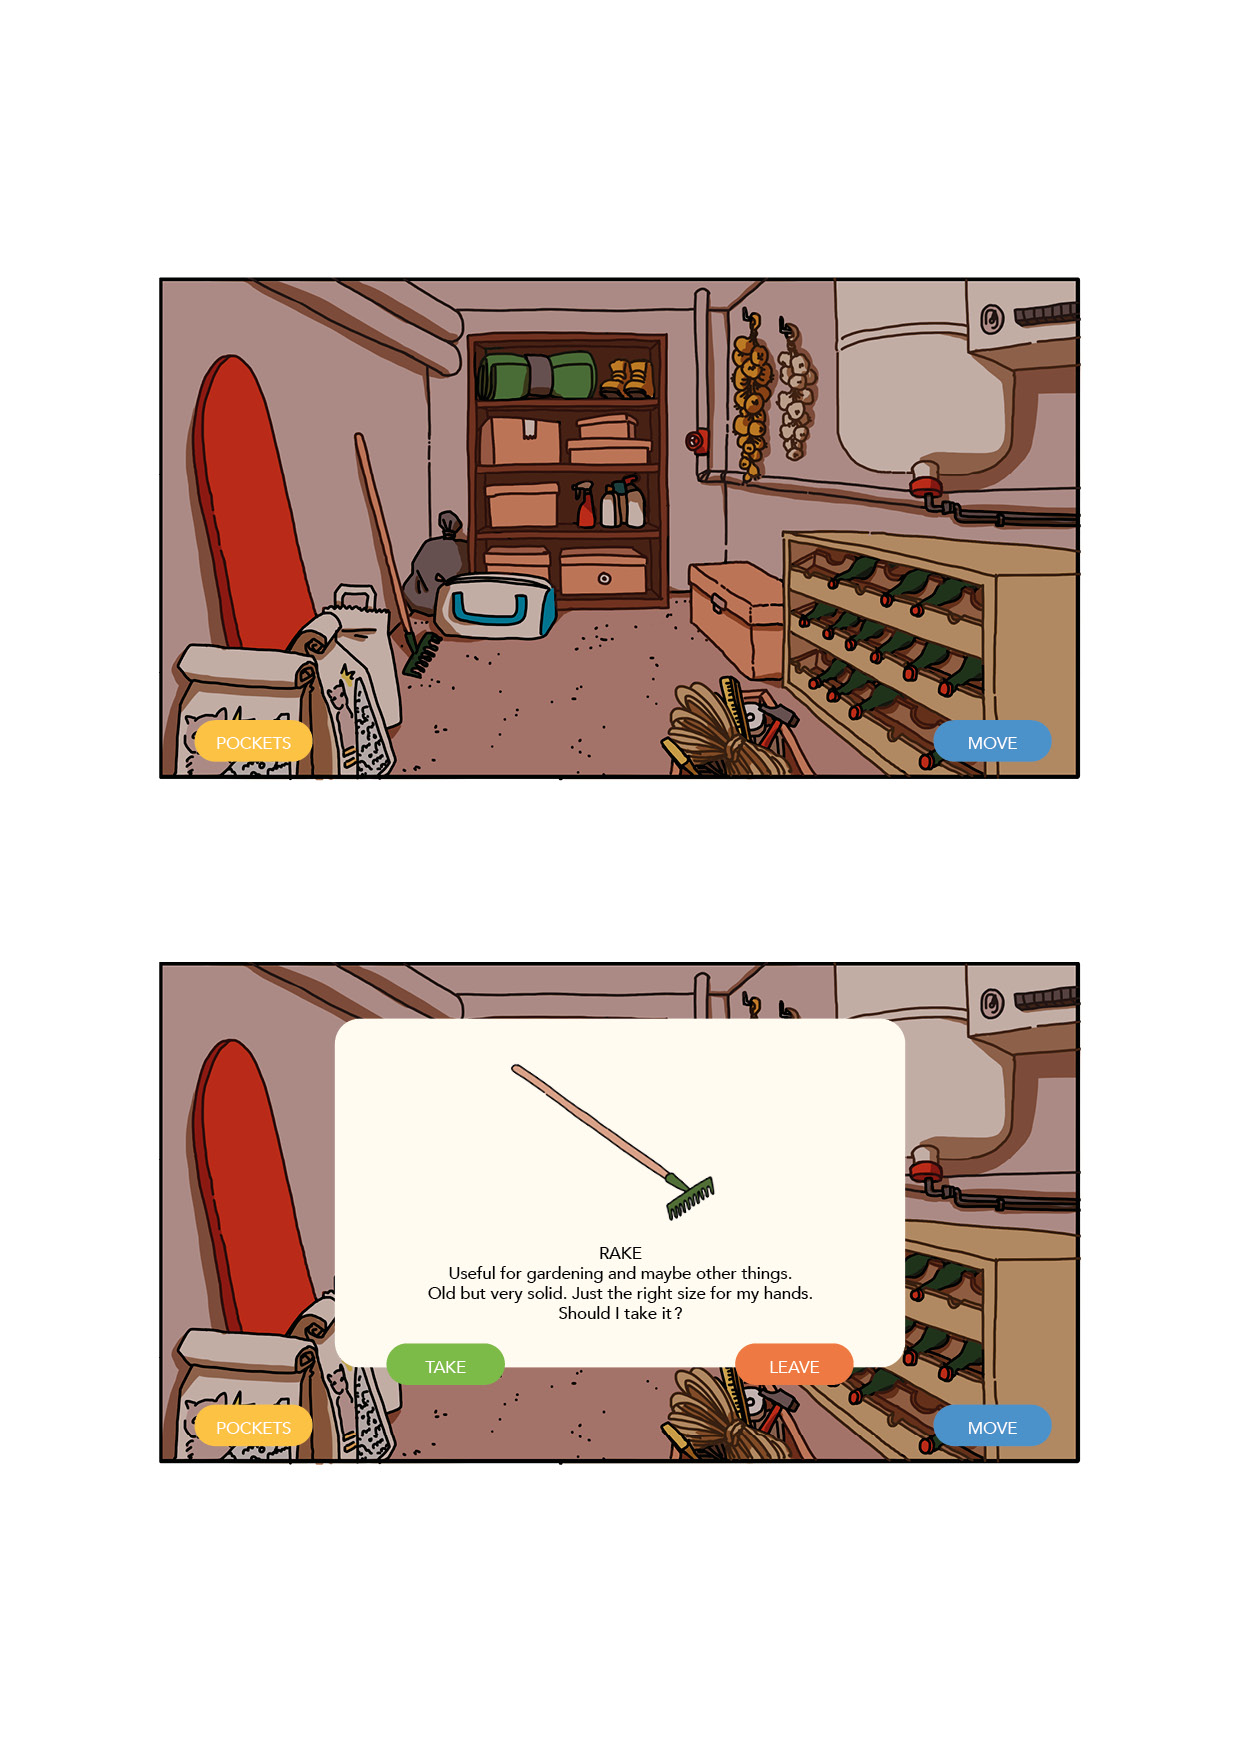 POCKETS
MOVE
RAKE
Useful for gardening and maybe other things.
Old but very solid. Just the right size for my hands.
Should I take it ?
TAKE
LEAVE
POCKETS
MOVE